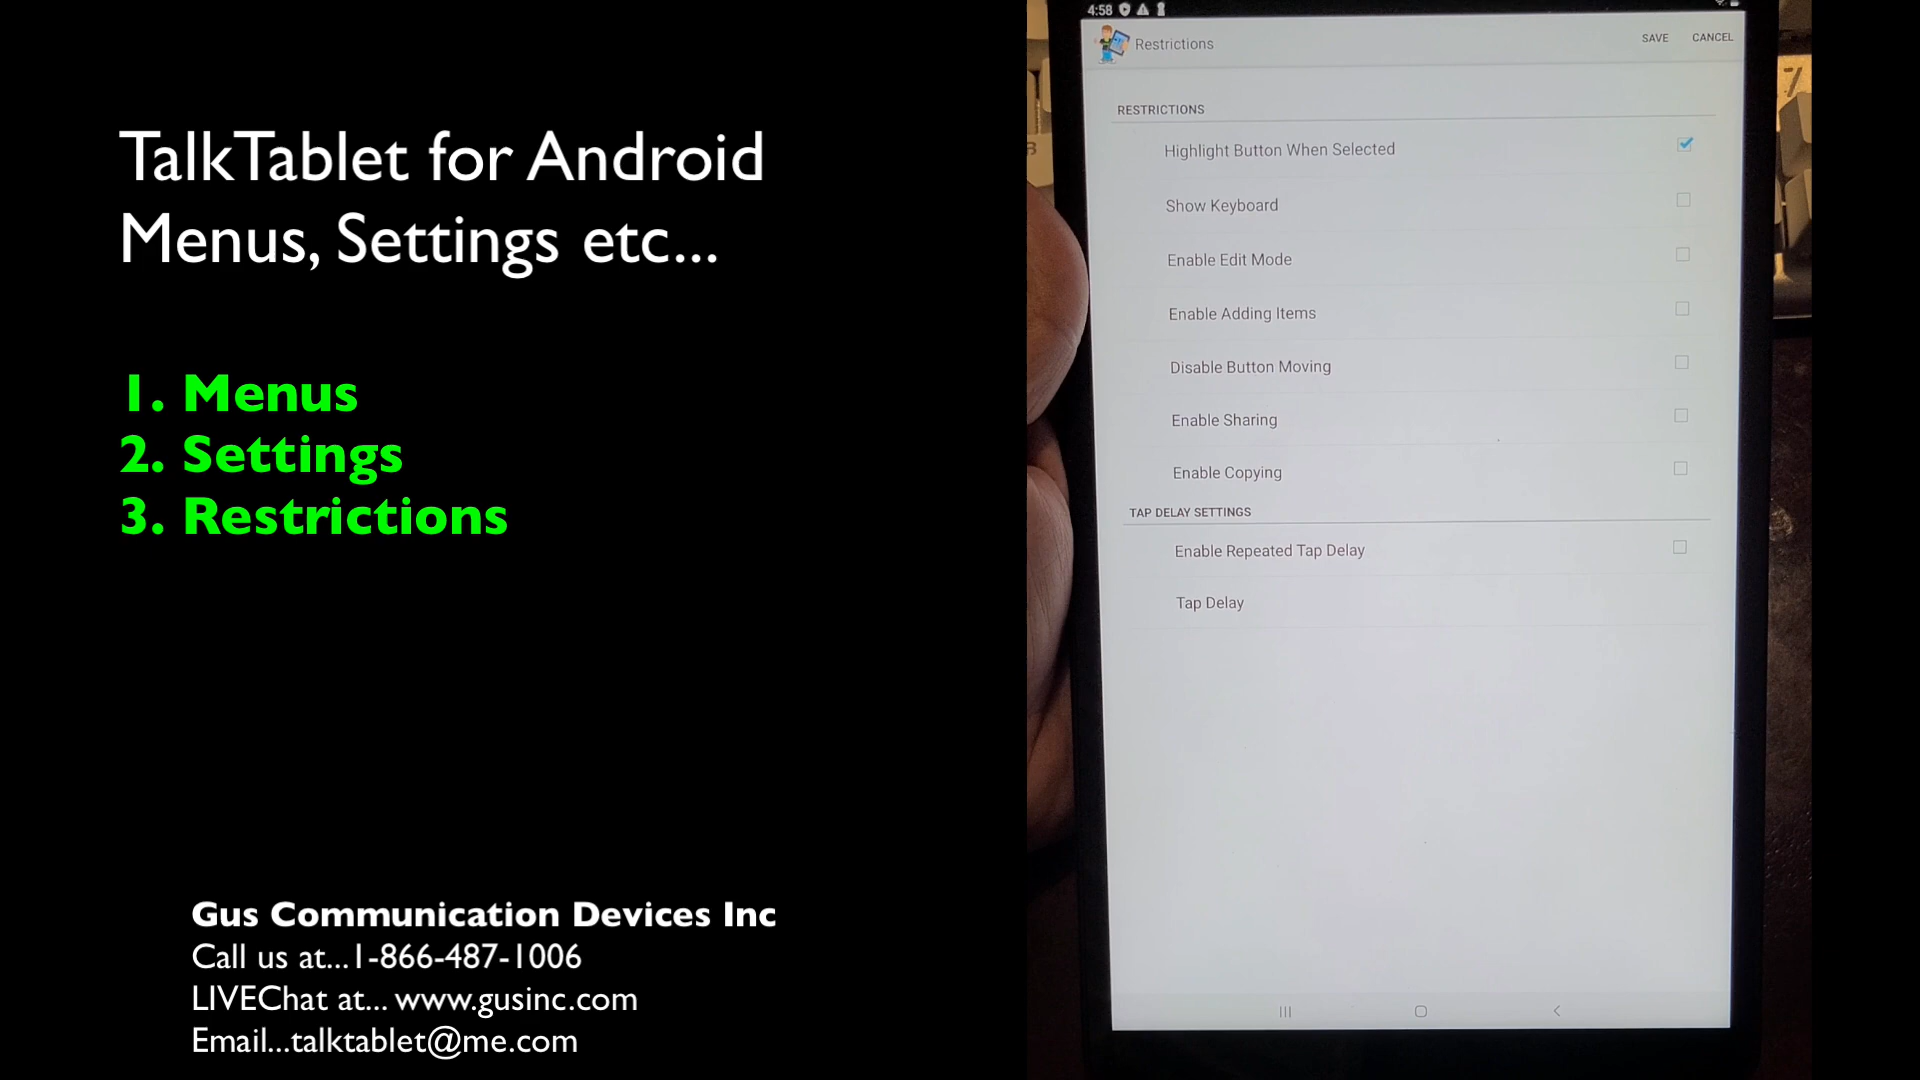 TalkTablet for Android
Menus, Settings etc...
1. Menus
2. Settings
3. Restrictions
Gus Communication Devices Inc
Call us at...1-866-487-1006
LIVEChat at... www.gusinc.com
Email...talktablet@me.com
4:58
Restrictions SAVE CANCEL
RESTRICTIONS
Highlight Button When Selected
Show Keyboard
Enable Edit Mode
Enable Adding Items
Disable Button Moving
Enable Sharing
Enable Copying
TAP DELAY SETTINGS
Enable Repeated Tap Delay
Tap Delay
7